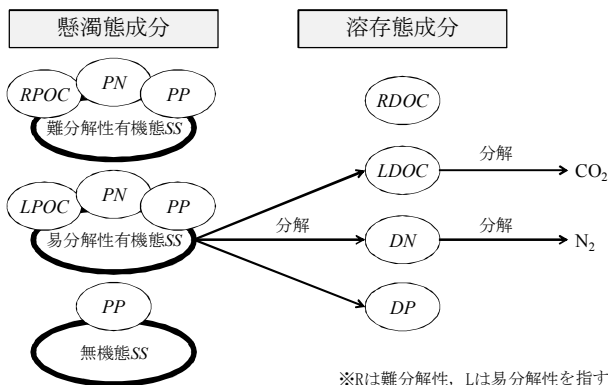 懸濁態成分
溶存態成分
RPOC
PN
PP
難分解性有機態SS
RDOC
LPOC
PN
PP
易分解性有機態SS
分解
LDOC
分解
CO2
DN
分解
N2
DP
PP
無機態SS
※Rは難分解性，Lは易分解性を指す